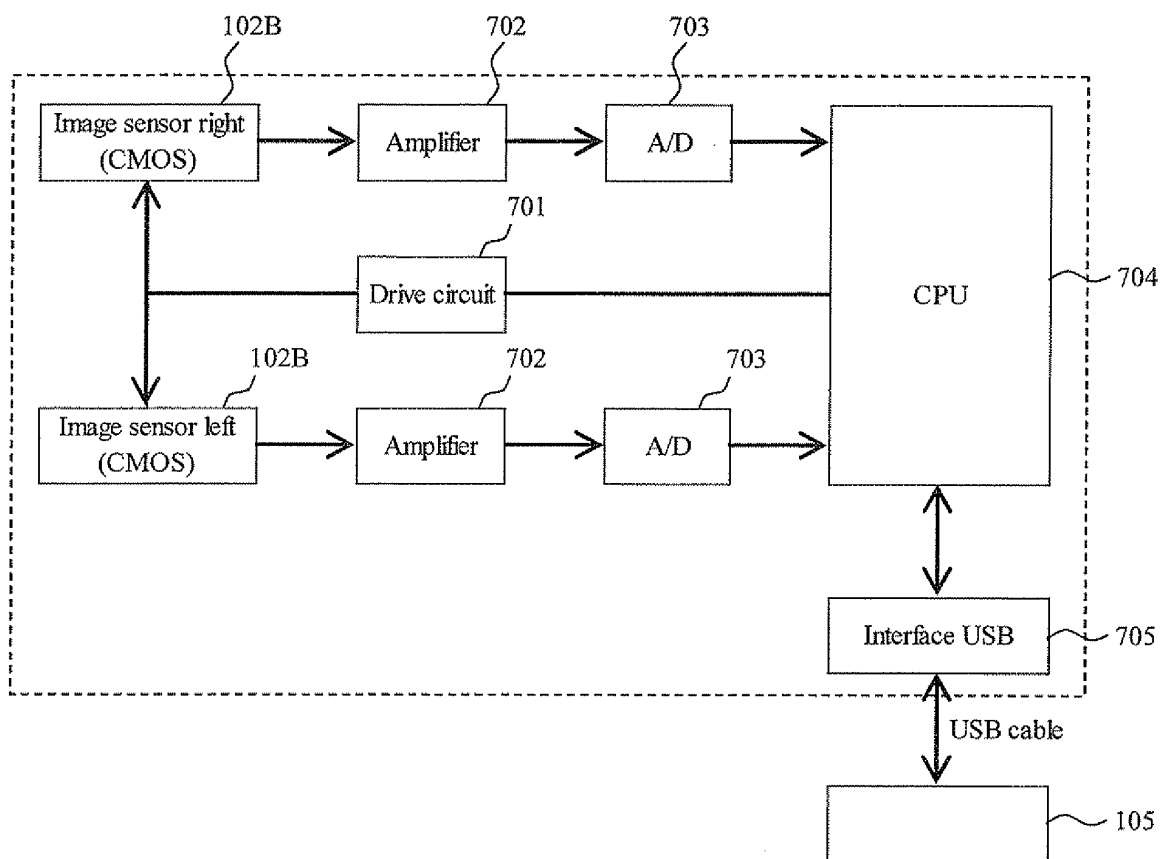 102B
702
703
Image sensor right
(CMOS)
Amplifier
A/D
701
Drive circuit
CPU
704
102B
702
703
Image sensor left
(CMOS)
Amplifier
A/D
Interface USB
705
USB cable
105